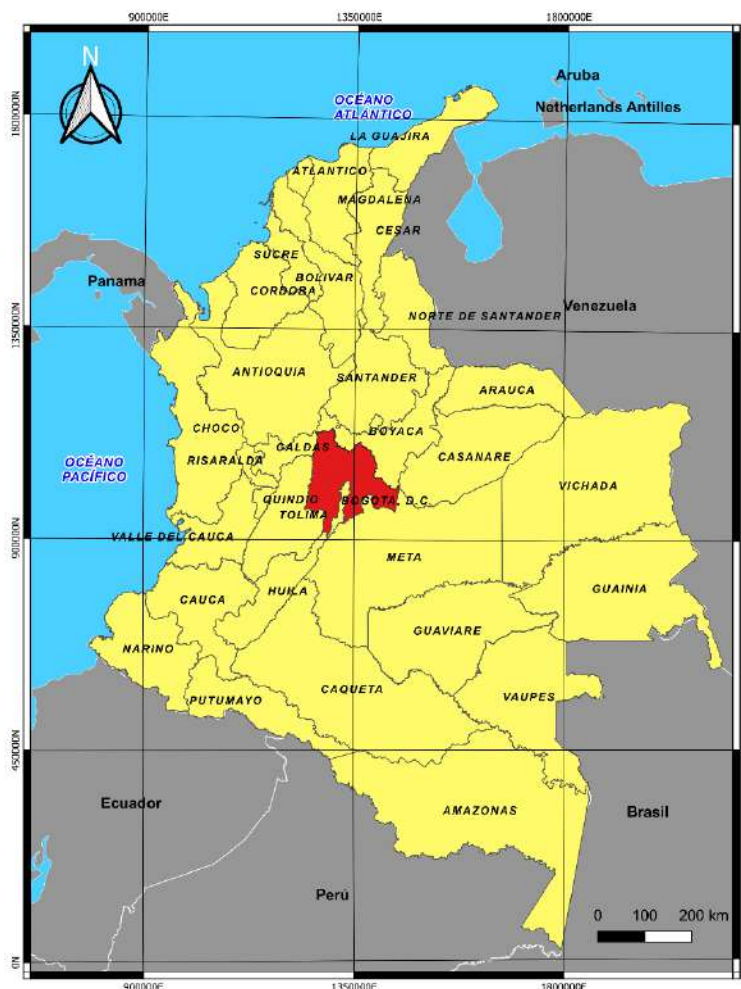 900000E 1350000E 1800000E
N
Aruba
OCÉANO
ATLÁNTICO
Netherlands Antilles
1800000N
LA GUAJIRA
ATLANTICO
MAGDALENA
CESAR
SUCRE
Panama
BOLIVAR
CORDOBA
Venezuela
NORTE DE SANTANDER
1350000N
ANTIOQUIA
SANTANDER
ARAUCA
CHOCO
BOYACA
CALDAS
OCÉANO
PACÍFICO
RISARALDA
CASANARE
VICHADA
QUINDIO
BOGOTA, D.C.
TOLIMA
VALLE DEL CAUCA
900000N
META
HUILA
GUAINIA
CAUCA
GUAVIARE
NARINO
CAQUETA
VAUPES
PUTUMAYO
450000N
Ecuador
AMAZONAS
Brasil
Perú
0 100 200 km
0N
900000E 1350000E 1800000E